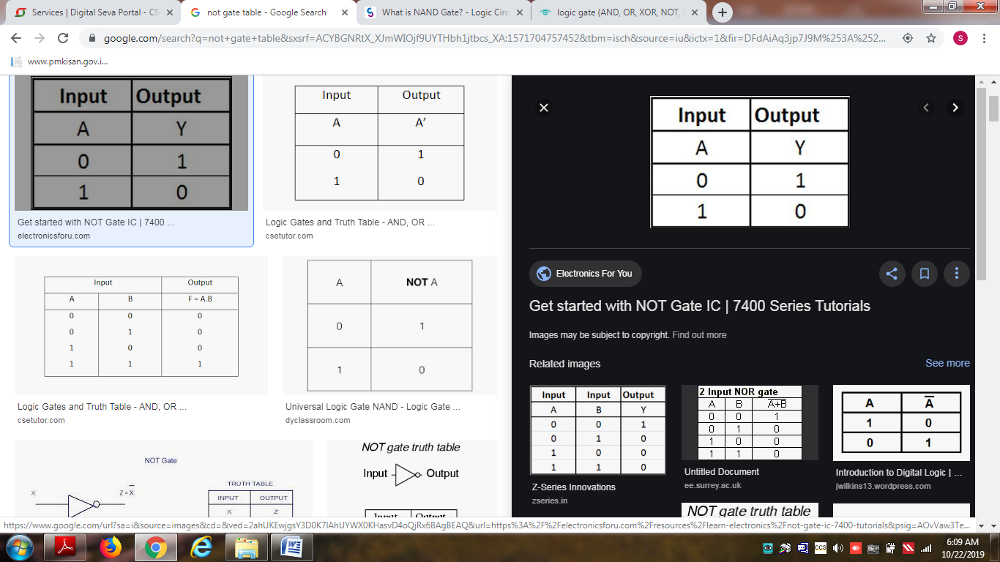 Services | Digital Seva Portal - CS
not gate table - Google Search
What is NAND Gate? - Logic Circ
logic gate (AND, OR, XOR, NOT,
google.com/search?q=not+gate+table&sxsrf=ACYBGNRtX_XJmWIOjf9UYTHbh1jtbcs_XA:1571704757452&tbm=isch&source=iu&ictx=1&fir=DFdAiAq3jp7J9M%253A%252...
S
www.pmkisan.gov.i...
Input Output
A Y
0 1
1 0
Get started with NOT Gate IC | 7400 ...
electronicsforu.com
Input Output
A A’
0 1
1 0
Logic Gates and Truth Table - AND, OR ...
csetutor.com
Input Output
A B F = A.B
0 0 0
0 1 0
1 0 0
1 1 1
Logic Gates and Truth Table - AND, OR ...
csetutor.com
A NOT A
0 1
1 0
Universal Logic Gate NAND - Logic Gate ...
dyclassroom.com
NOT Gate
X
Z = X̅
TRUTH TABLE
INPUT OUTPUT
X Z
NOT gate truth table
Input Output
Input Output
Input Output
A Y
0 1
1 0
Electronics For You
Get started with NOT Gate IC | 7400 Series Tutorials
Images may be subject to copyright. Find out more
Related images
See more
Input Input Output
A B Y
0 0 1
0 1 0
1 0 0
1 1 0
Z-Series Innovations
zseries.in
2 Input NOR gate
A B A̅+̅B̅
0 0 1
0 1 0
1 0 0
1 1 0
Untitled Document
ee.surrey.ac.uk
A A̅
1 0
0 1
Introduction to Digital Logic | ...
jwilkins13.wordpress.com
NOT gate truth table
https://www.google.com/url?sa=i&source=images&cd=&ved=2ahUKEwjgsY3D0K7lAhUYWX0KHasvD4oQjRx6BAgBEAQ&url=https%3A%2F%2Felectronicsforu.com%2Fresources%2Flearn-electronics%2Fnot-gate-ic-7400-tutorials&psig=AOvVaw3Te...
ecs
6:09 AM
10/22/2019